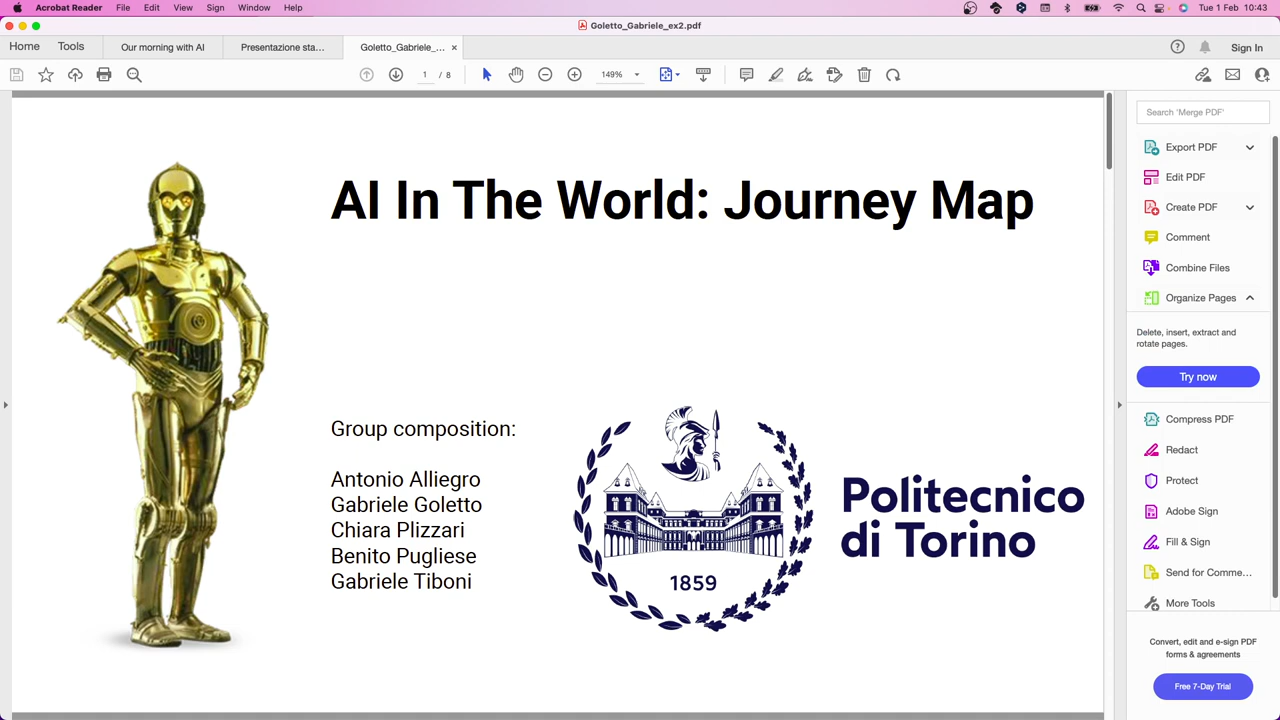 Acrobat Reader File Edit View Sign Window Help Tue 1 Feb 10:43
Goletto_Gabriele_ex2.pdf
Home Tools Our morning with AI Presentazione sta... Goletto_Gabriele_... × Sign In
1 / 8 149%
Search 'Merge PDF'
Export PDF
Edit PDF
Create PDF
Comment
Combine Files
Organize Pages
Delete, insert, extract and
rotate pages.
Try now
Compress PDF
Redact
Protect
Adobe Sign
Fill & Sign
Send for Comme...
More Tools
Convert, edit and e-sign PDF
forms & agreements
Free 7-Day Trial
AI In The World: Journey Map
Group composition:
Antonio Alliegro
Gabriele Goletto
Chiara Plizzari
Benito Pugliese
Gabriele Tiboni
1859
Politecnico
di Torino